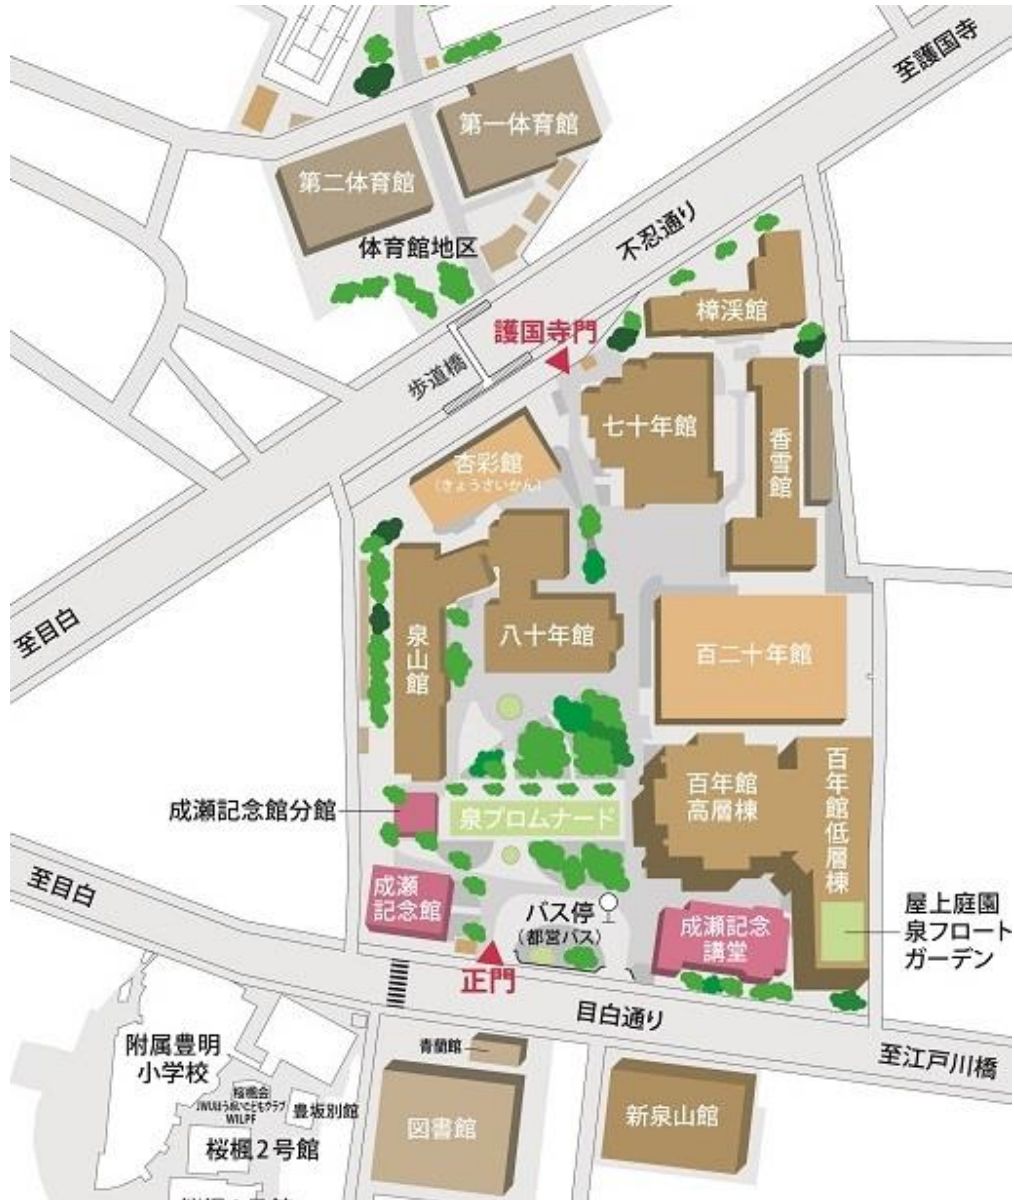 至護国寺
第一体育館
第二体育館
体育館地区
不忍通り
樟渓館
護国寺門
歩道橋
七十年館
香雪館
杏彩館
(きょうさいかん)
至目白
泉山館
八十年館
百二十年館
百年館
高層棟
百年館低層棟
成瀬記念館分館
泉プロムナード
至目白
成瀬
記念館
バス停
(都営バス)
成瀬記念
講堂
屋上庭園
泉フロート
ガーデン
正門
目白通り
至江戸川橋
附属豊明
小学校
青蘭館
桜楓会
WILPF
豊坂別館
図書館
新泉山館
桜楓2号館